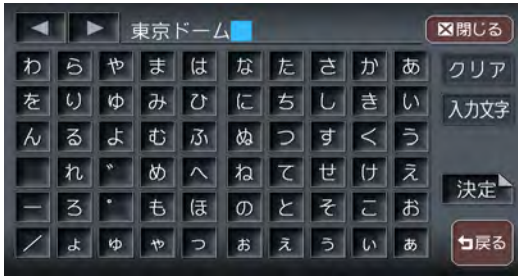 ◀ ▶ 東京ドーム ☒閉じる
わ ら や ま は な た さ か あ クリア
を り ゆ み ひ に ち し き い 入力文字
ん る よ む ふ ぬ つ す く う
れ ゛ め へ ね て せ け え 決定
ー ろ ゜ も ほ の と そ こ お
／ ょ ゅ ゃ っ ぉ ぇ ぅ ぃ ぁ 戻る